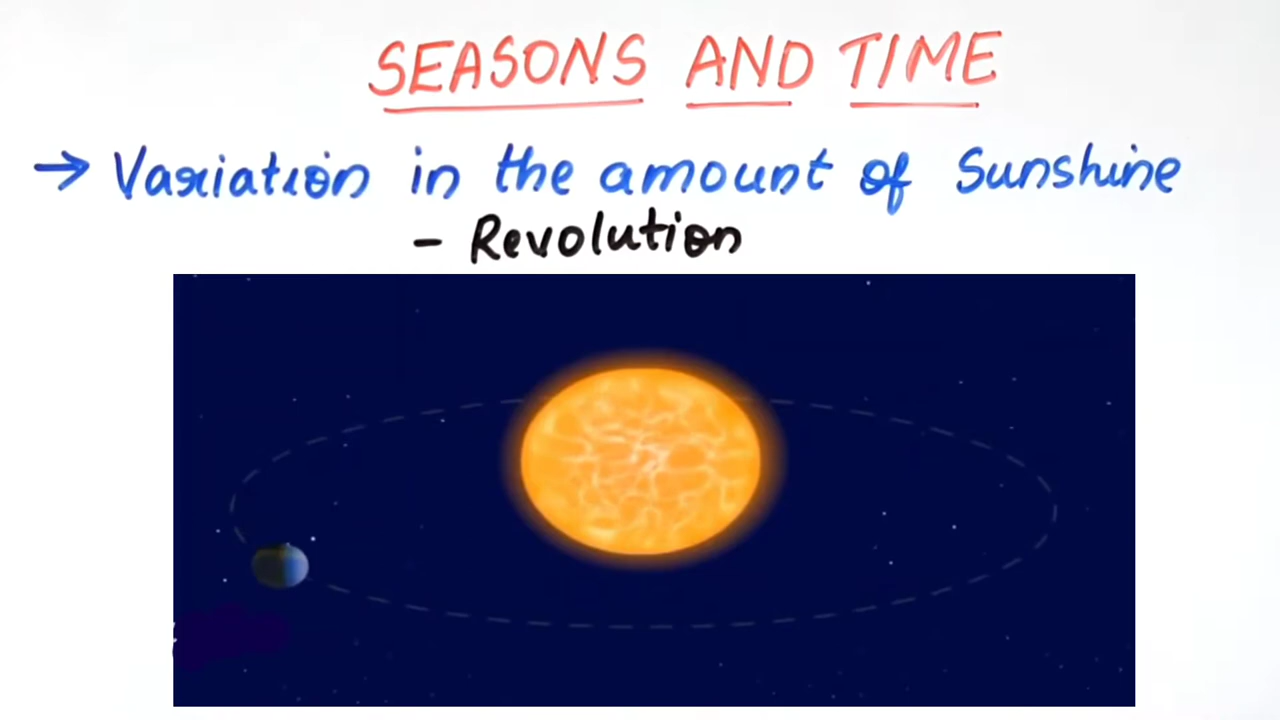 SEASONS AND TIME
→ Variation in the amount of Sunshine
- Revolution